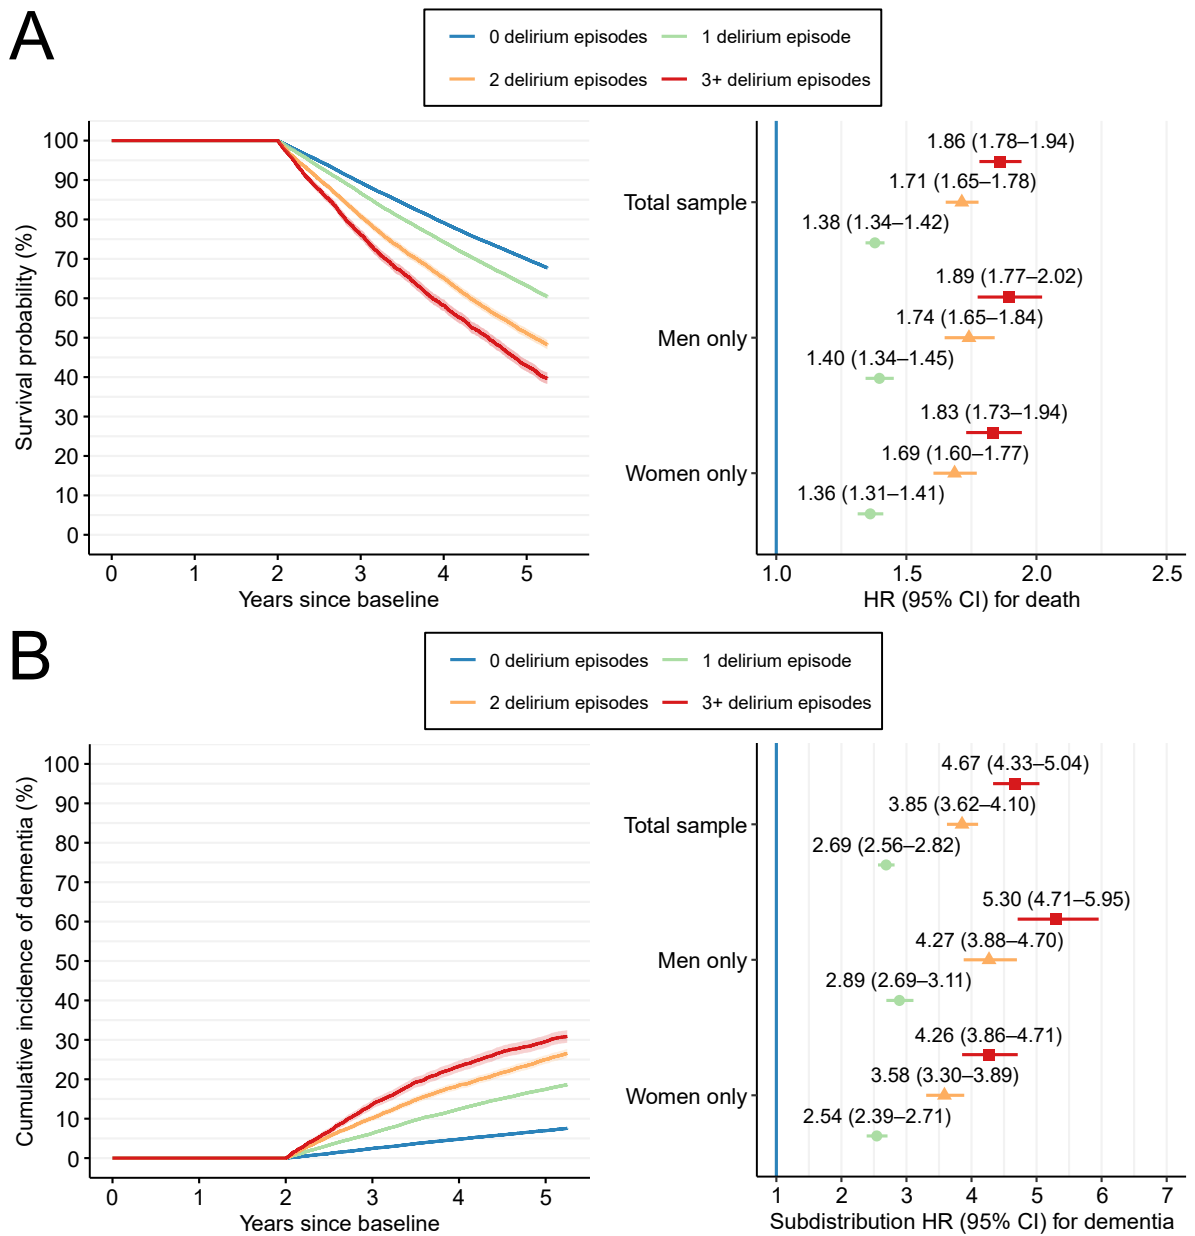 A
0 delirium episodes
1 delirium episode
2 delirium episodes
3+ delirium episodes
Survival probability (%)
100
90
80
70
60
50
40
30
20
10
0
0 1 2 3 4 5
Years since baseline
Total sample
1.86 (1.78–1.94)
1.71 (1.65–1.78)
1.38 (1.34–1.42)
Men only
1.89 (1.77–2.02)
1.74 (1.65–1.84)
1.40 (1.34–1.45)
Women only
1.83 (1.73–1.94)
1.69 (1.60–1.77)
1.36 (1.31–1.41)
1.0 1.5 2.0 2.5
HR (95% CI) for death
B
0 delirium episodes
1 delirium episode
2 delirium episodes
3+ delirium episodes
Cumulative incidence of dementia (%)
100
90
80
70
60
50
40
30
20
10
0
0 1 2 3 4 5
Years since baseline
Total sample
4.67 (4.33–5.04)
3.85 (3.62–4.10)
2.69 (2.56–2.82)
Men only
5.30 (4.71–5.95)
4.27 (3.88–4.70)
2.89 (2.69–3.11)
Women only
4.26 (3.86–4.71)
3.58 (3.30–3.89)
2.54 (2.39–2.71)
1 2 3 4 5 6 7
Subdistribution HR (95% CI) for dementia